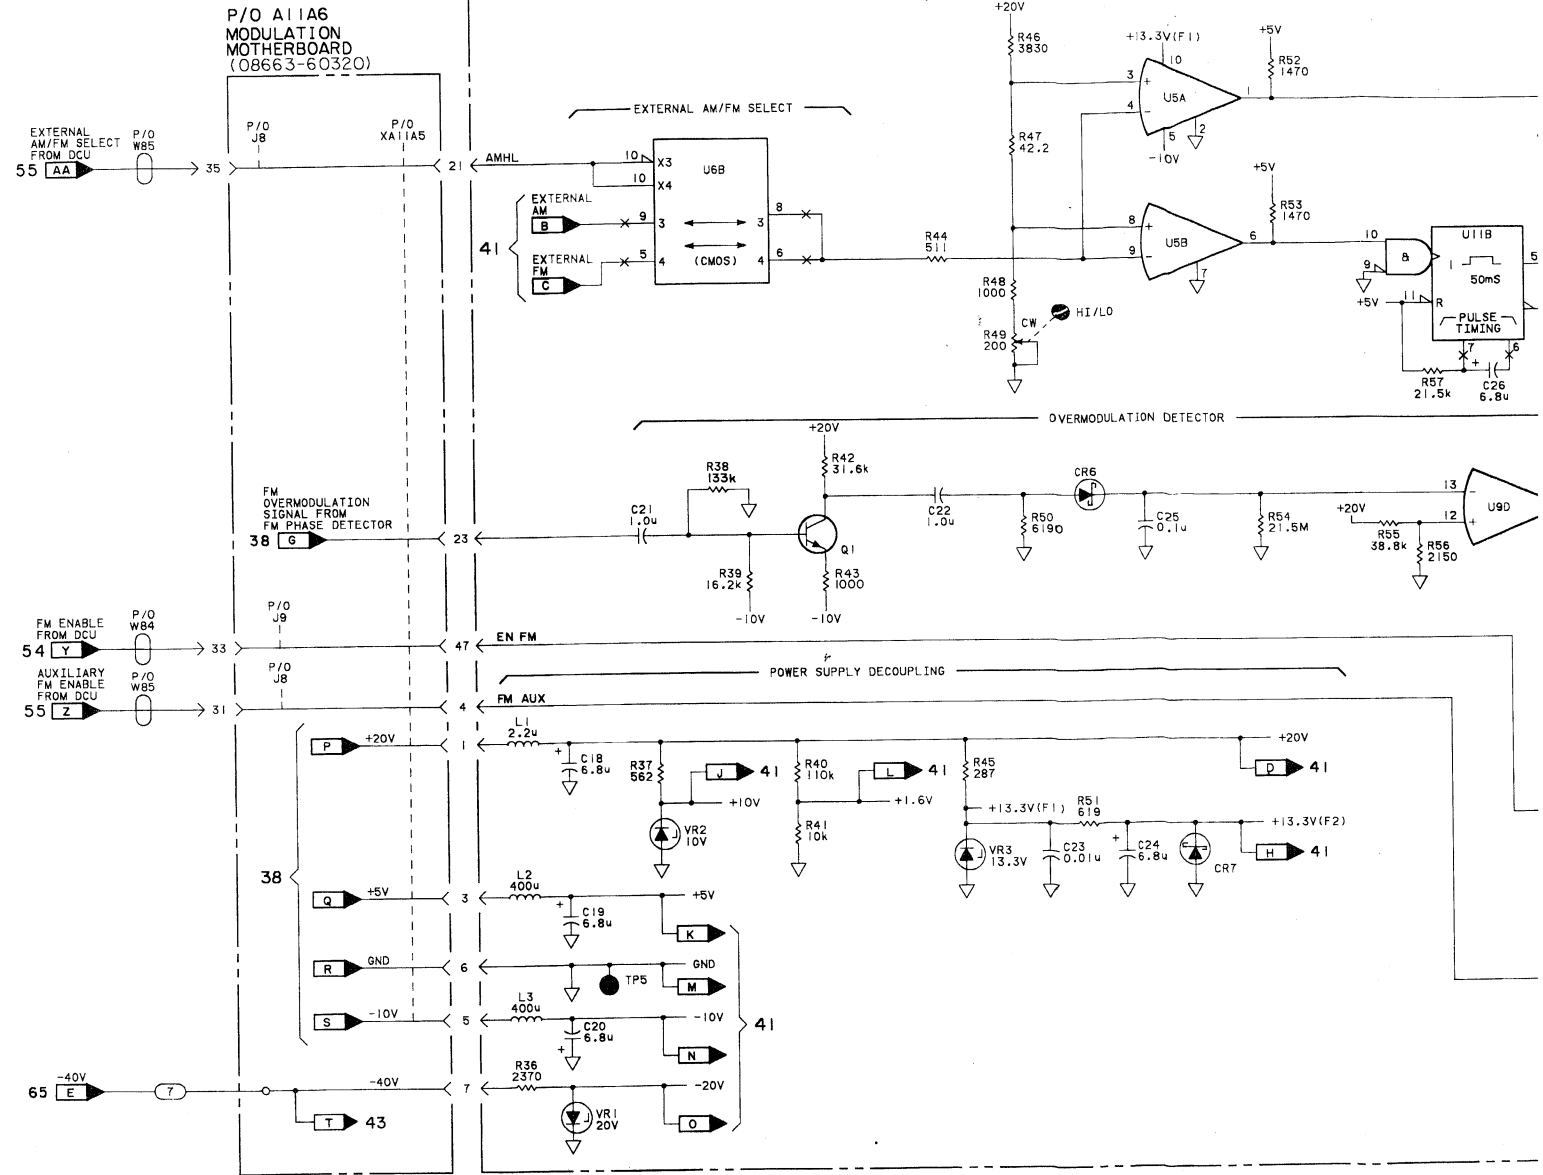 P/O A11A6
MODULATION
MOTHERBOARD
(08663-60320)
EXTERNAL
AM/FM SELECT
FROM DCU
55 AA
P/O
W85
35
P/O
J8
P/O
XA11A5
21
AMHL
EXTERNAL AM/FM SELECT
10 X3
10 X4
U6B
EXTERNAL
AM
B
9 3
3 8
41
EXTERNAL
FM
C
5 4
(CMOS)
4 6
R44
511
+20V
R46
3830
+13.3V(F1)
10
3 +
4 -
U5A
5
-10V
2
1
+5V
R52
1470
R47
42.2
+5V
R53
1470
8 +
9 -
U5B
7
6
R48
1000
CW
HI/LO
R49
200
10
9
&
U11B
1
50mS
5
+5V
11
R
PULSE
TIMING
7
6
R57
21.5k
+
C26
6.8u
OVERMODULATION DETECTOR
+20V
R42
31.6k
R38
133k
C21
1.0u
Q1
R39
16.2k
-10V
R43
1000
-10V
C22
1.0u
R50
6190
CR6
C25
0.1u
R54
21.5M
+20V
R55
38.8k
R56
2150
13 -
12 +
U9D
FM
OVERMODULATION
SIGNAL FROM
FM PHASE DETECTOR
38 G
23
FM ENABLE
FROM DCU
54 Y
P/O
W84
33
P/O
J9
47
EN FM
AUXILIARY
FM ENABLE
FROM DCU
55 Z
P/O
W85
31
P/O
J8
4
FM AUX
POWER SUPPLY DECOUPLING
P +20V
1
L1
2.2u
+
C18
6.8u
R37
562
J 41
+10V
VR2
10V
R40
110k
L 41
+1.6V
R41
10k
R45
287
+13.3V(F1)
R51
619
VR3
13.3V
C23
0.01u
+
C24
6.8u
CR7
+20V
D 41
+13.3V(F2)
H 41
38
Q +5V
3
L2
400u
+
C19
6.8u
+5V
K
R GND
6
TP5
GND
M
S -10V
5
L3
400u
C20
6.8u
+
-10V
N
41
-40V
65 E
7
-40V
7
T 43
R36
2370
VR1
20V
-20V
O